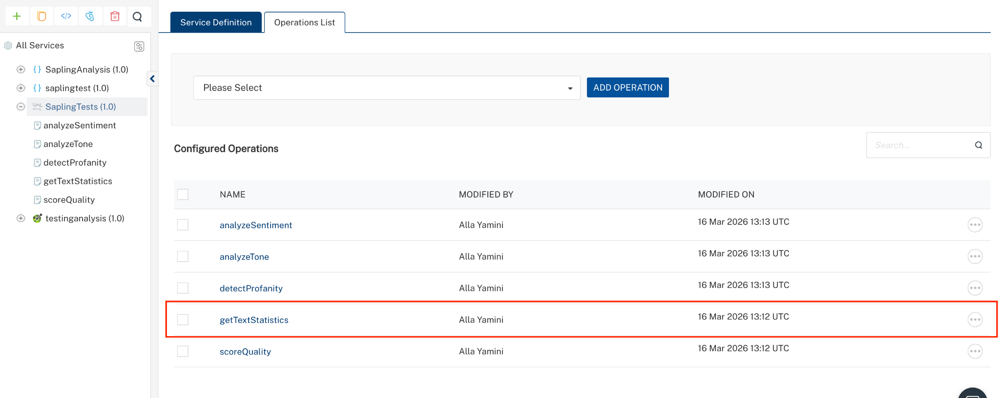 Service Definition
Operations List
All Services
SaplingAnalysis (1.0)
saplingtest (1.0)
SaplingTests (1.0)
analyzeSentiment
analyzeTone
detectProfanity
getTextStatistics
scoreQuality
testinganalysis (1.0)
Please Select
ADD OPERATION
Configured Operations
Search...
NAME MODIFIED BY MODIFIED ON
analyzeSentiment Alla Yamini 16 Mar 2026 13:13 UTC
analyzeTone Alla Yamini 16 Mar 2026 13:13 UTC
detectProfanity Alla Yamini 16 Mar 2026 13:13 UTC
getTextStatistics Alla Yamini 16 Mar 2026 13:12 UTC
scoreQuality Alla Yamini 16 Mar 2026 13:12 UTC